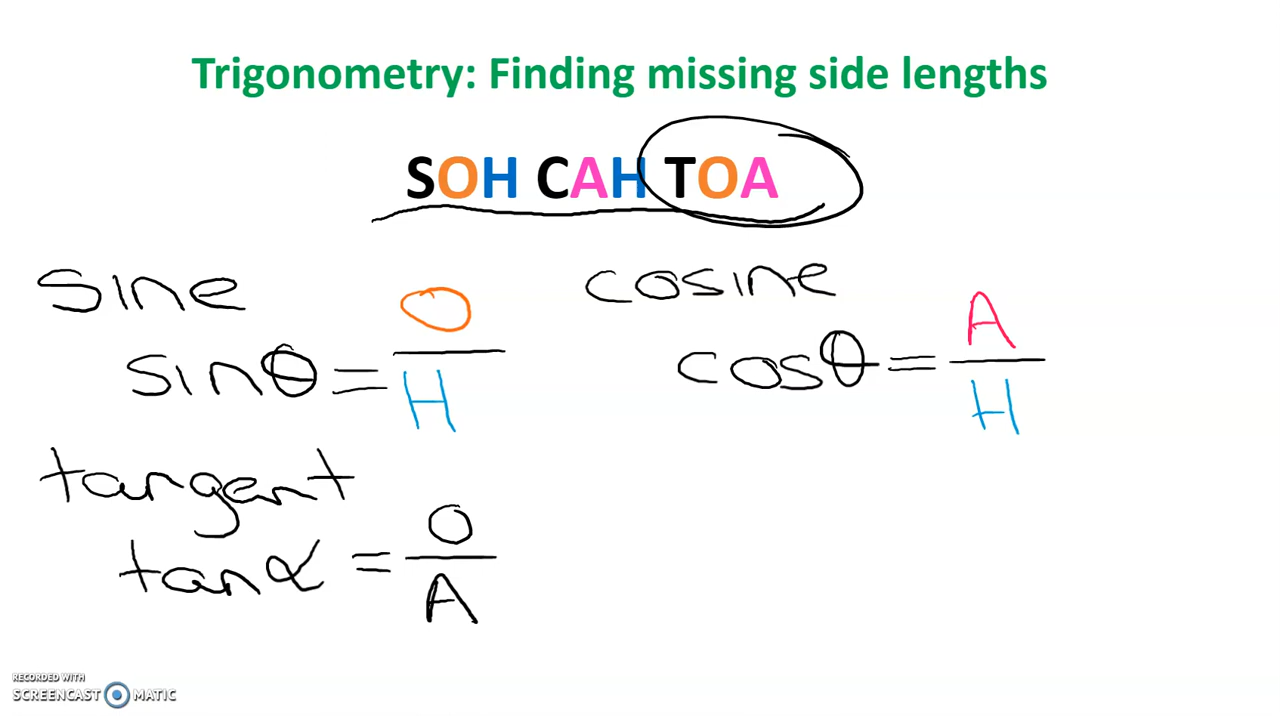 Trigonometry: Finding missing side lengths
SOH CAH TOA
sine
sinθ = O/H
cosine
cosθ = A/H
tangent
tanα = O/A
RECORDED WITH
SCREENCAST MATIC